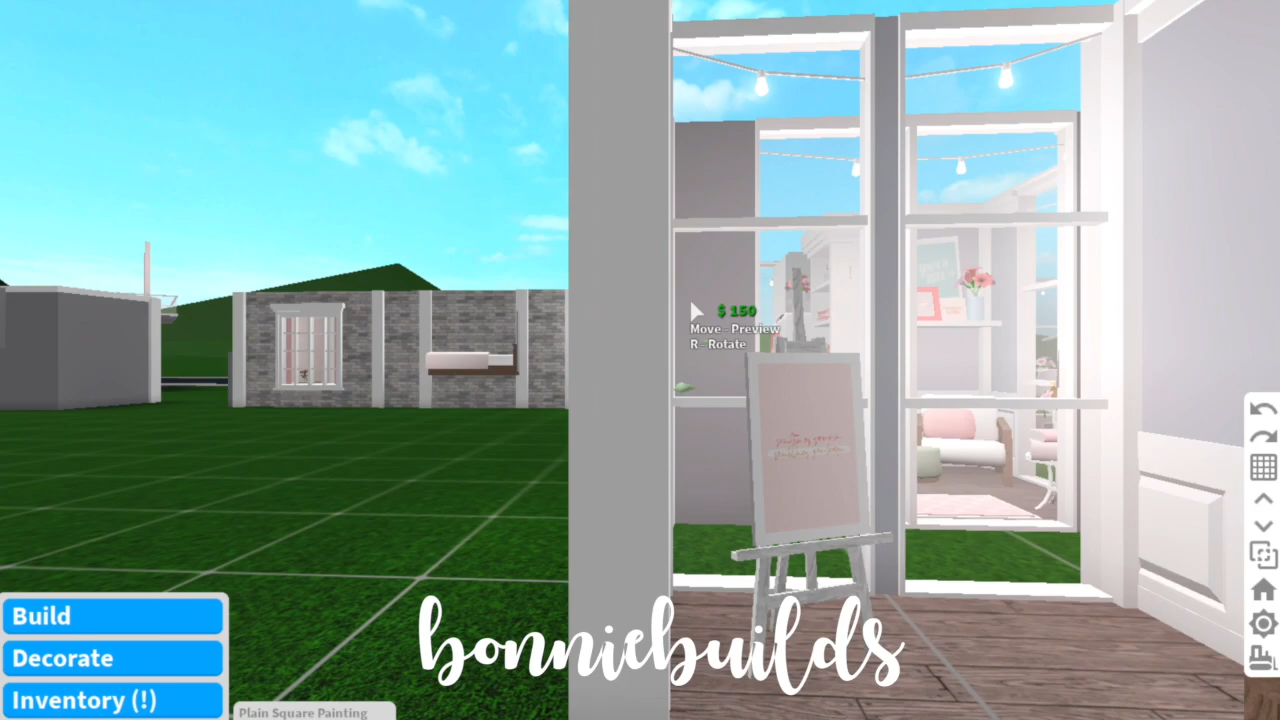 $ 150
Move - Preview
R - Rotate
bonniebuilds
Build
Decorate
Inventory (!)
Plain Square Painting